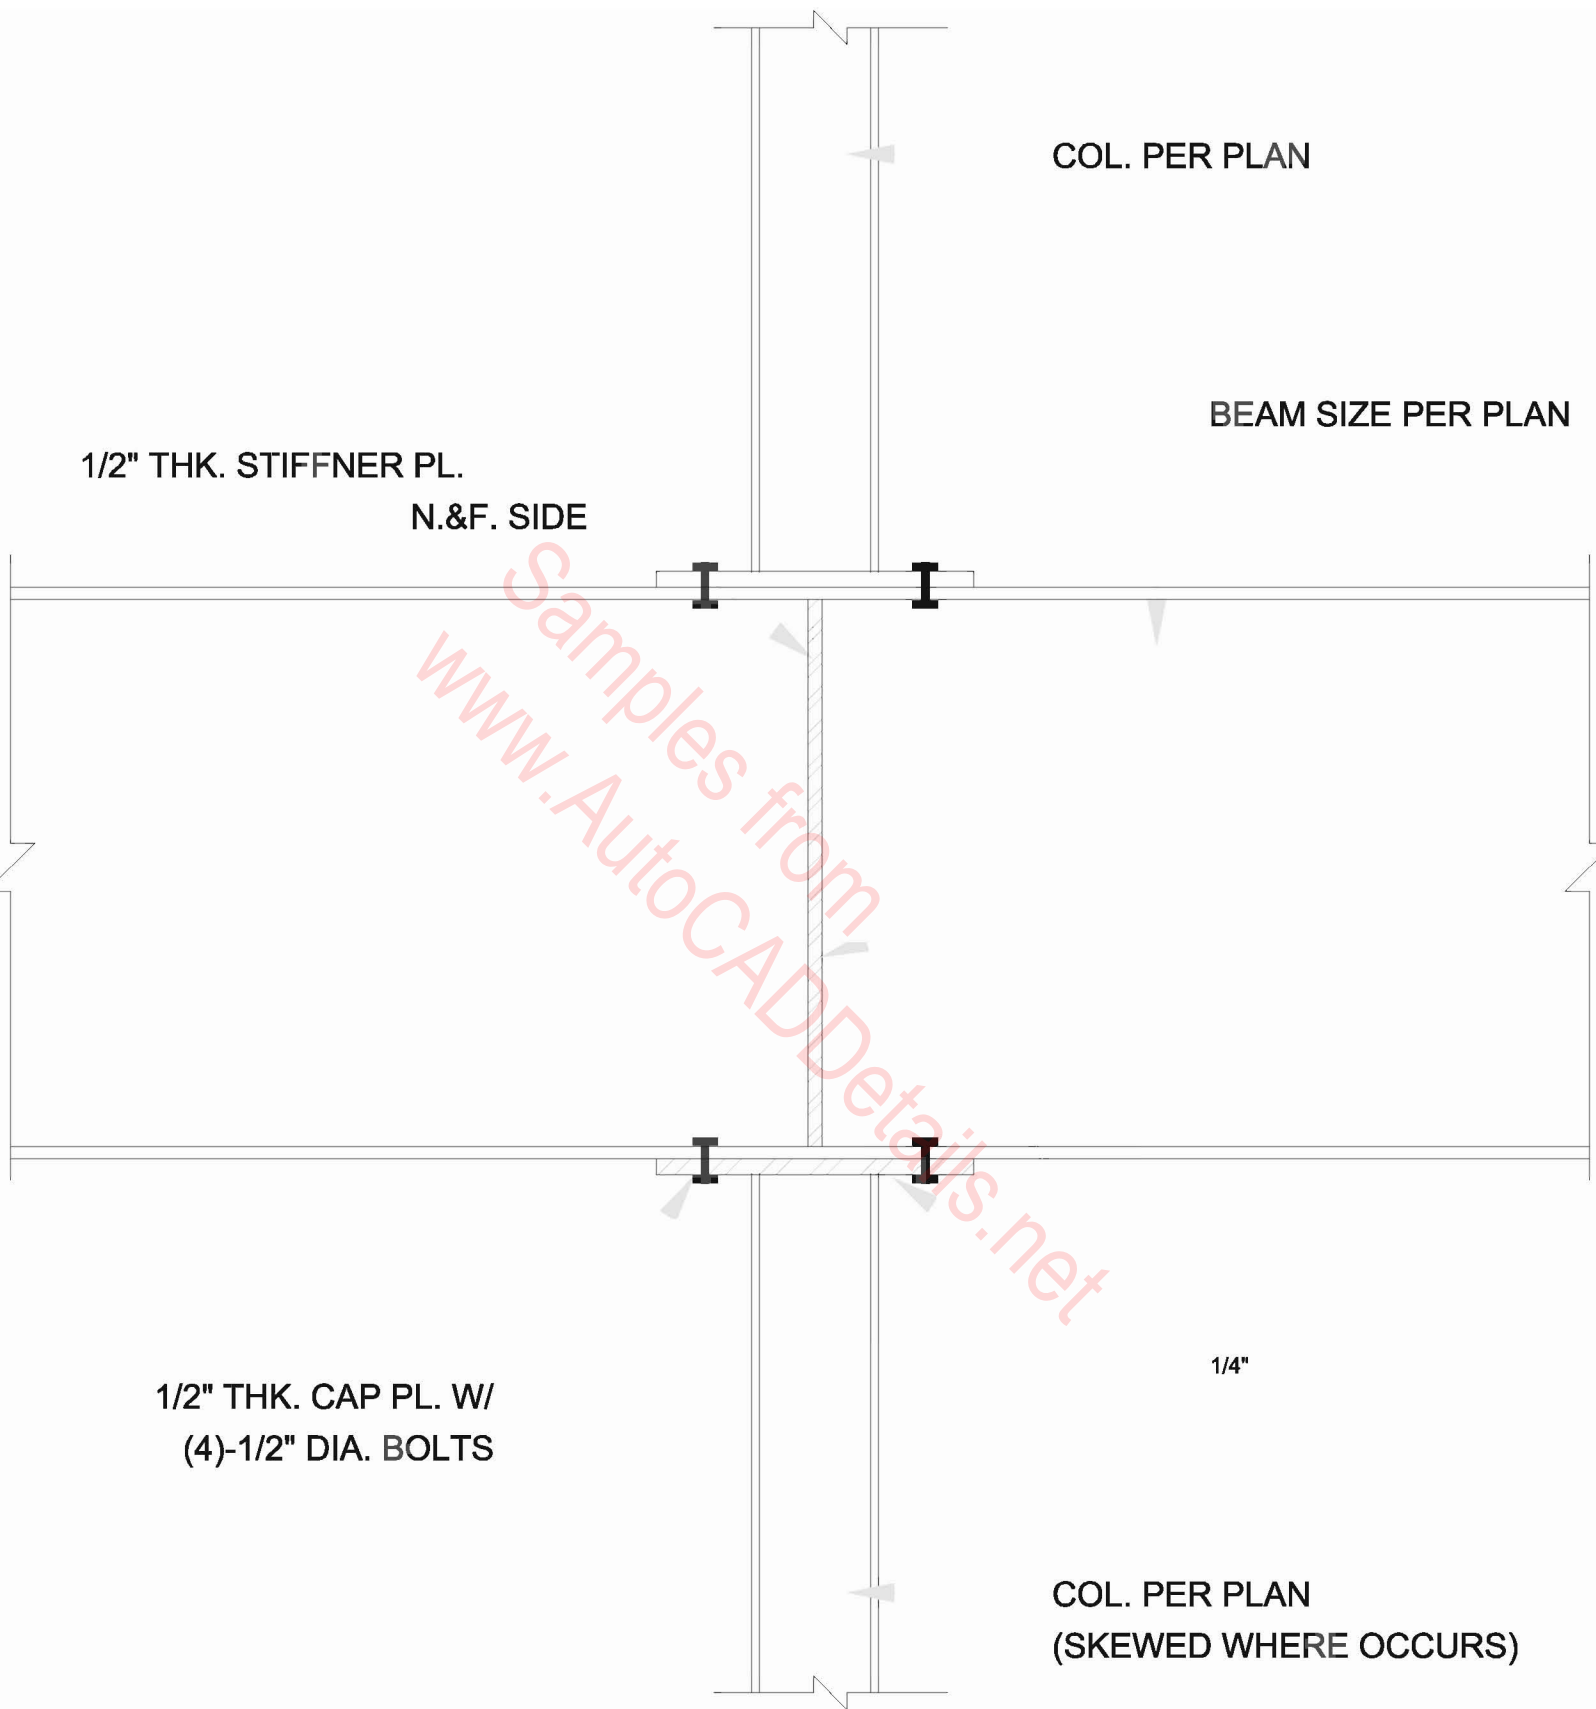 COL. PER PLAN
BEAM SIZE PER PLAN
1/2" THK. STIFFNER PL.
N.&F. SIDE
Samples from
www.AutoCADDetails.net
1/4"
1/2" THK. CAP PL. W/
(4)-1/2" DIA. BOLTS
COL. PER PLAN
(SKEWED WHERE OCCURS)